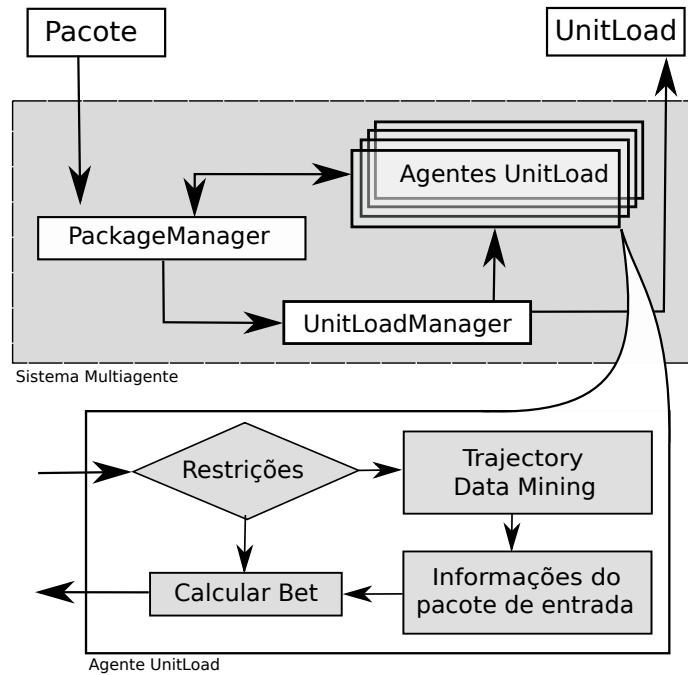 Pacote
UnitLoad
Agentes UnitLoad
PackageManager
UnitLoadManager
Sistema Multiagente
Restrições
Trajectory
Data Mining
Calcular Bet
Informações do
pacote de entrada
Agente UnitLoad